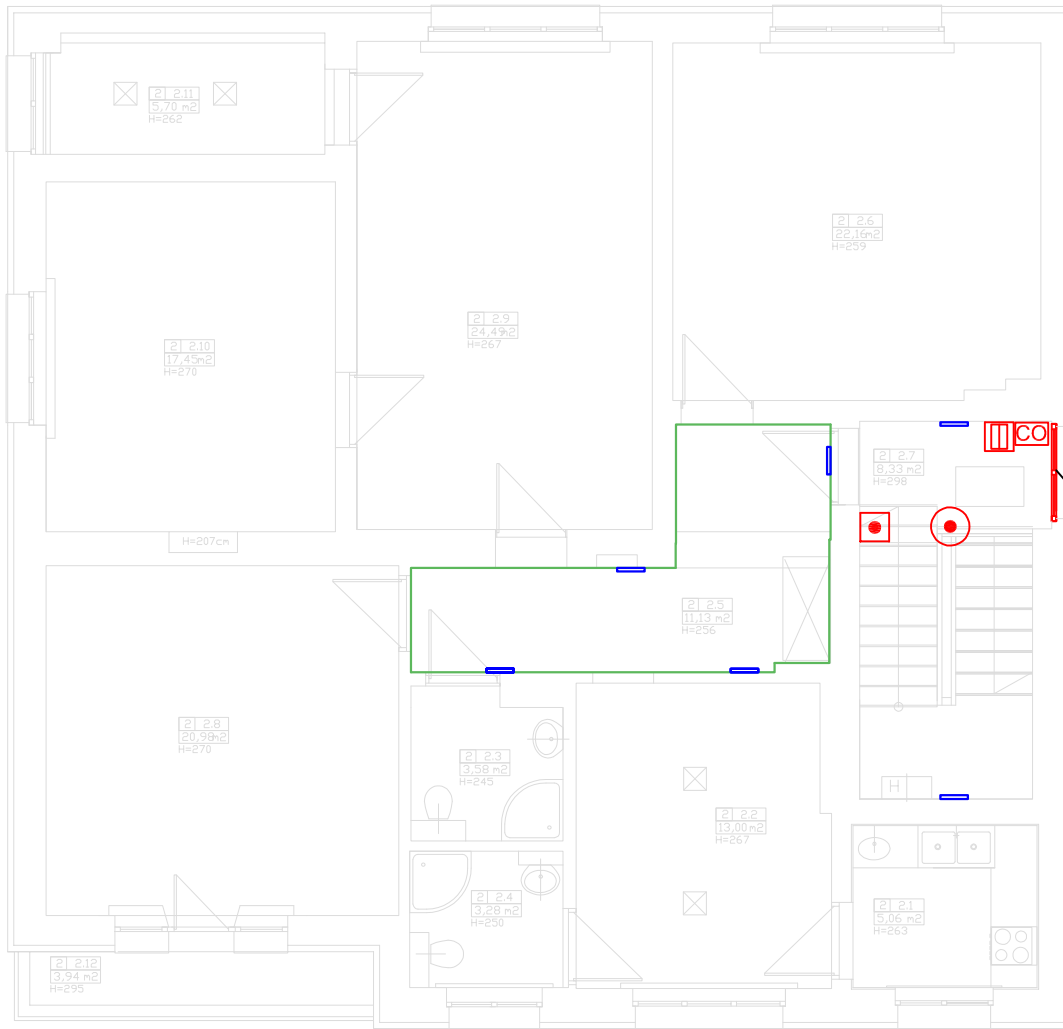 2 2.11
5,70 m2
H=262
2 2.6
22,16m2
H=259
2 2.9
24,49m2
H=267
2 2.10
17,45m2
H=270
CO
2 2.7
8,33 m2
H=298
H=207cm
2 2.5
11,13 m2
H=256
2 2.8
20,98m2
H=270
2 2.3
3,58 m2
H=245
H
2 2.2
13,00m2
H=267
2 2.4
3,28 m2
H=250
2 2.1
5,06 m2
H=263
2 2.12
3,94 m2
H=295